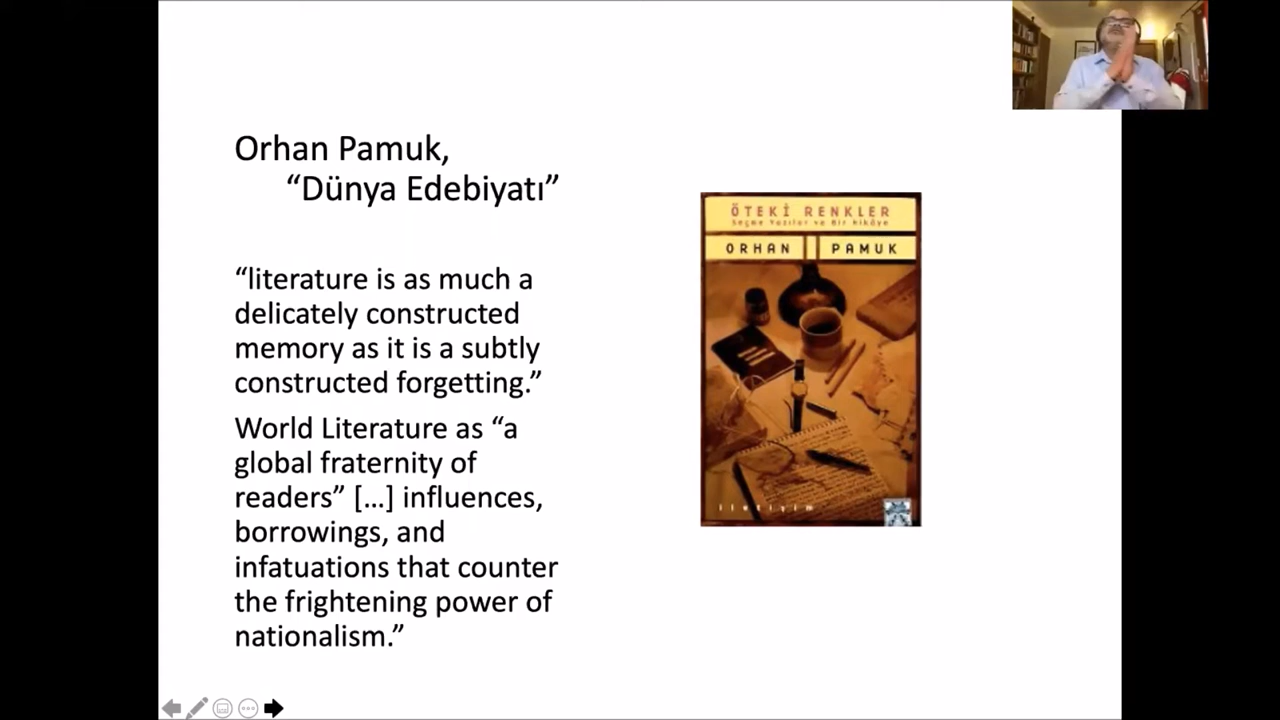 Orhan Pamuk,
“Dünya Edebiyatı”
“literature is as much a
delicately constructed
memory as it is a subtly
constructed forgetting.”
World Literature as “a
global fraternity of
readers” […] influences,
borrowings, and
infatuations that counter
the frightening power of
nationalism.”
ÖTEKİ RENKLER
Seçme Yazılar ve Bir Hikâye
ORHAN PAMUK
iletişim